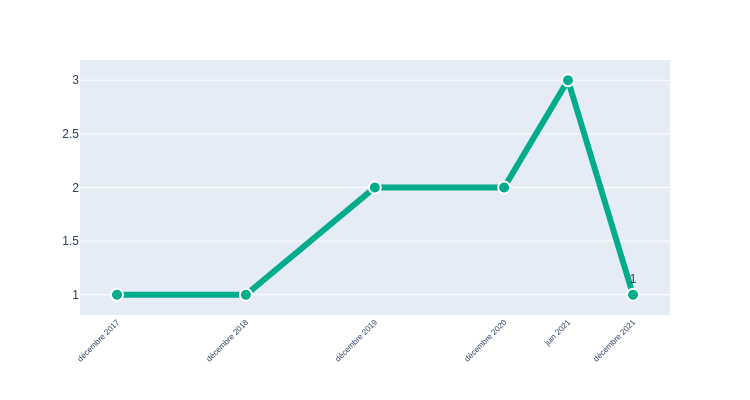 3
2.5
2
1.5
1
1
décembre 2017
décembre 2018
décembre 2019
décembre 2020
juin 2021
décembre 2021